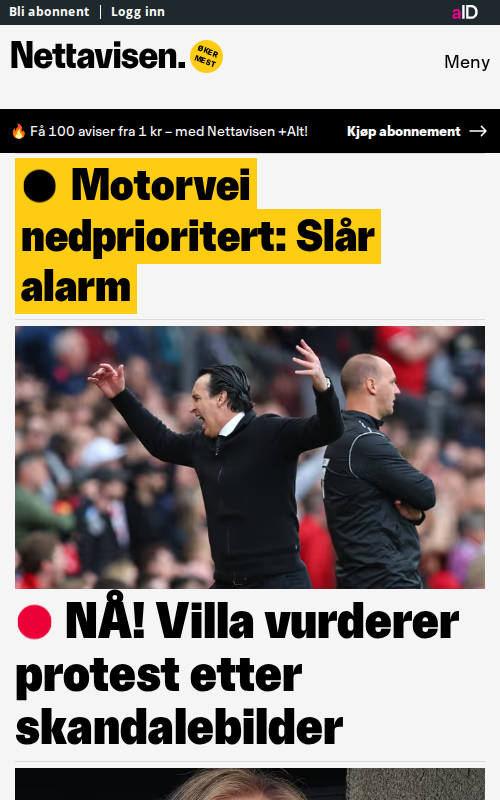 Bli abonnent | Logg inn
aID
Nettavisen.
ØKER
MEST
Meny
🔥 Få 100 aviser fra 1 kr – med Nettavisen +Alt!
Kjøp abonnement →
Motorvei
nedprioritert: Slår
alarm
NÅ! Villa vurderer
protest etter
skandalebilder